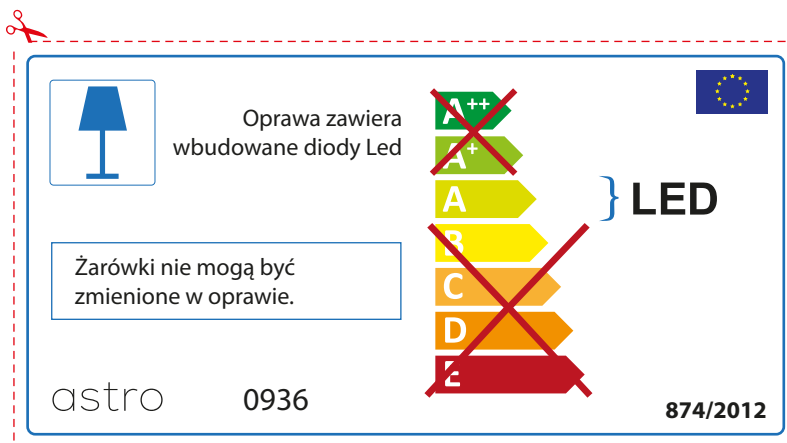 Oprawa zawiera
wbudowane diody Led
A++
A+
A
B
C
D
E
LED
Żarówki nie mogą być
zmienione w oprawie.
astro
0936
874/2012